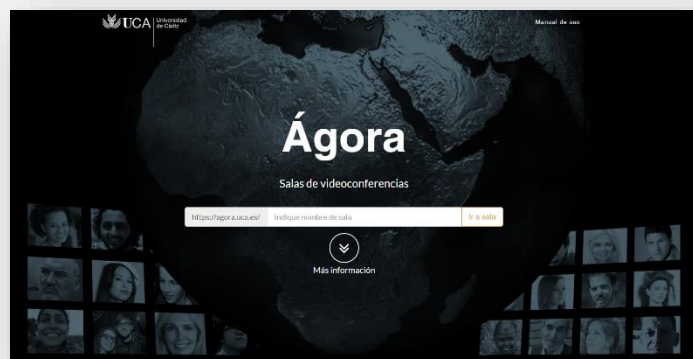 UCA Universidad
de Cádiz
Manual de uso
Ágora
Salas de videoconferencias
https://agora.uca.es/ Indique nombre de sala Ir a sala
Más información